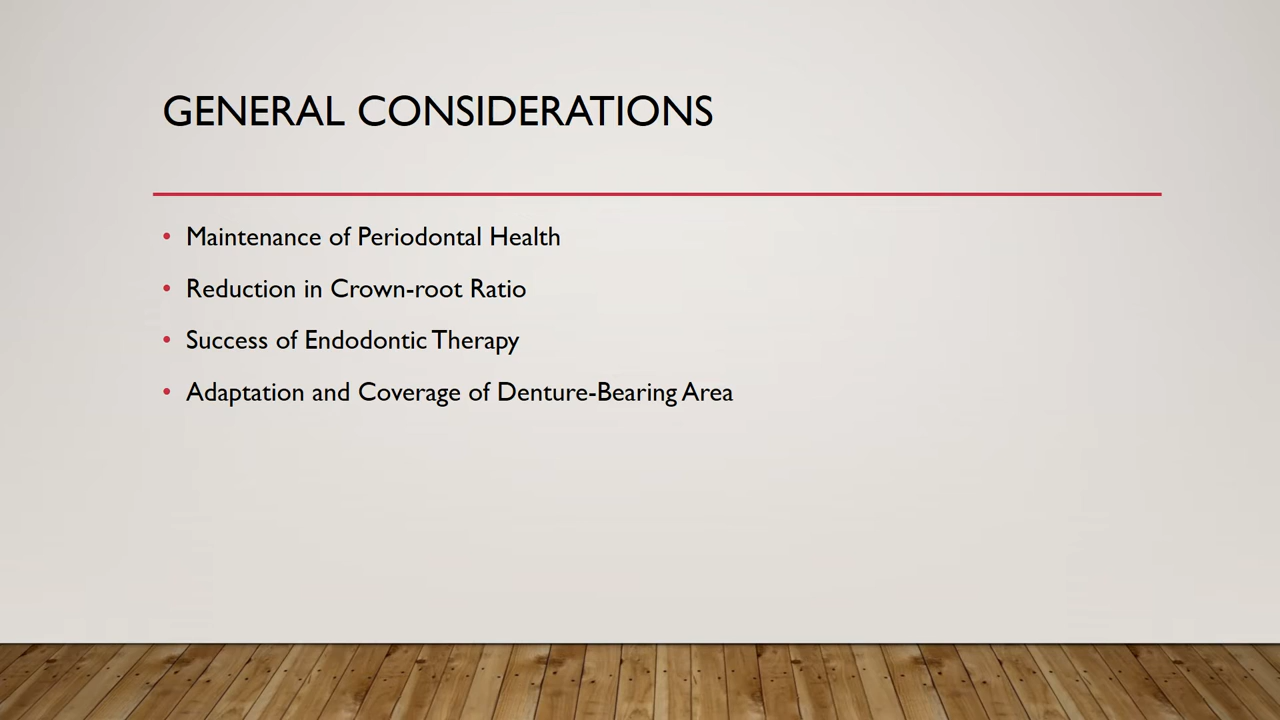 GENERAL CONSIDERATIONS
• Maintenance of Periodontal Health
• Reduction in Crown-root Ratio
• Success of Endodontic Therapy
• Adaptation and Coverage of Denture-Bearing Area